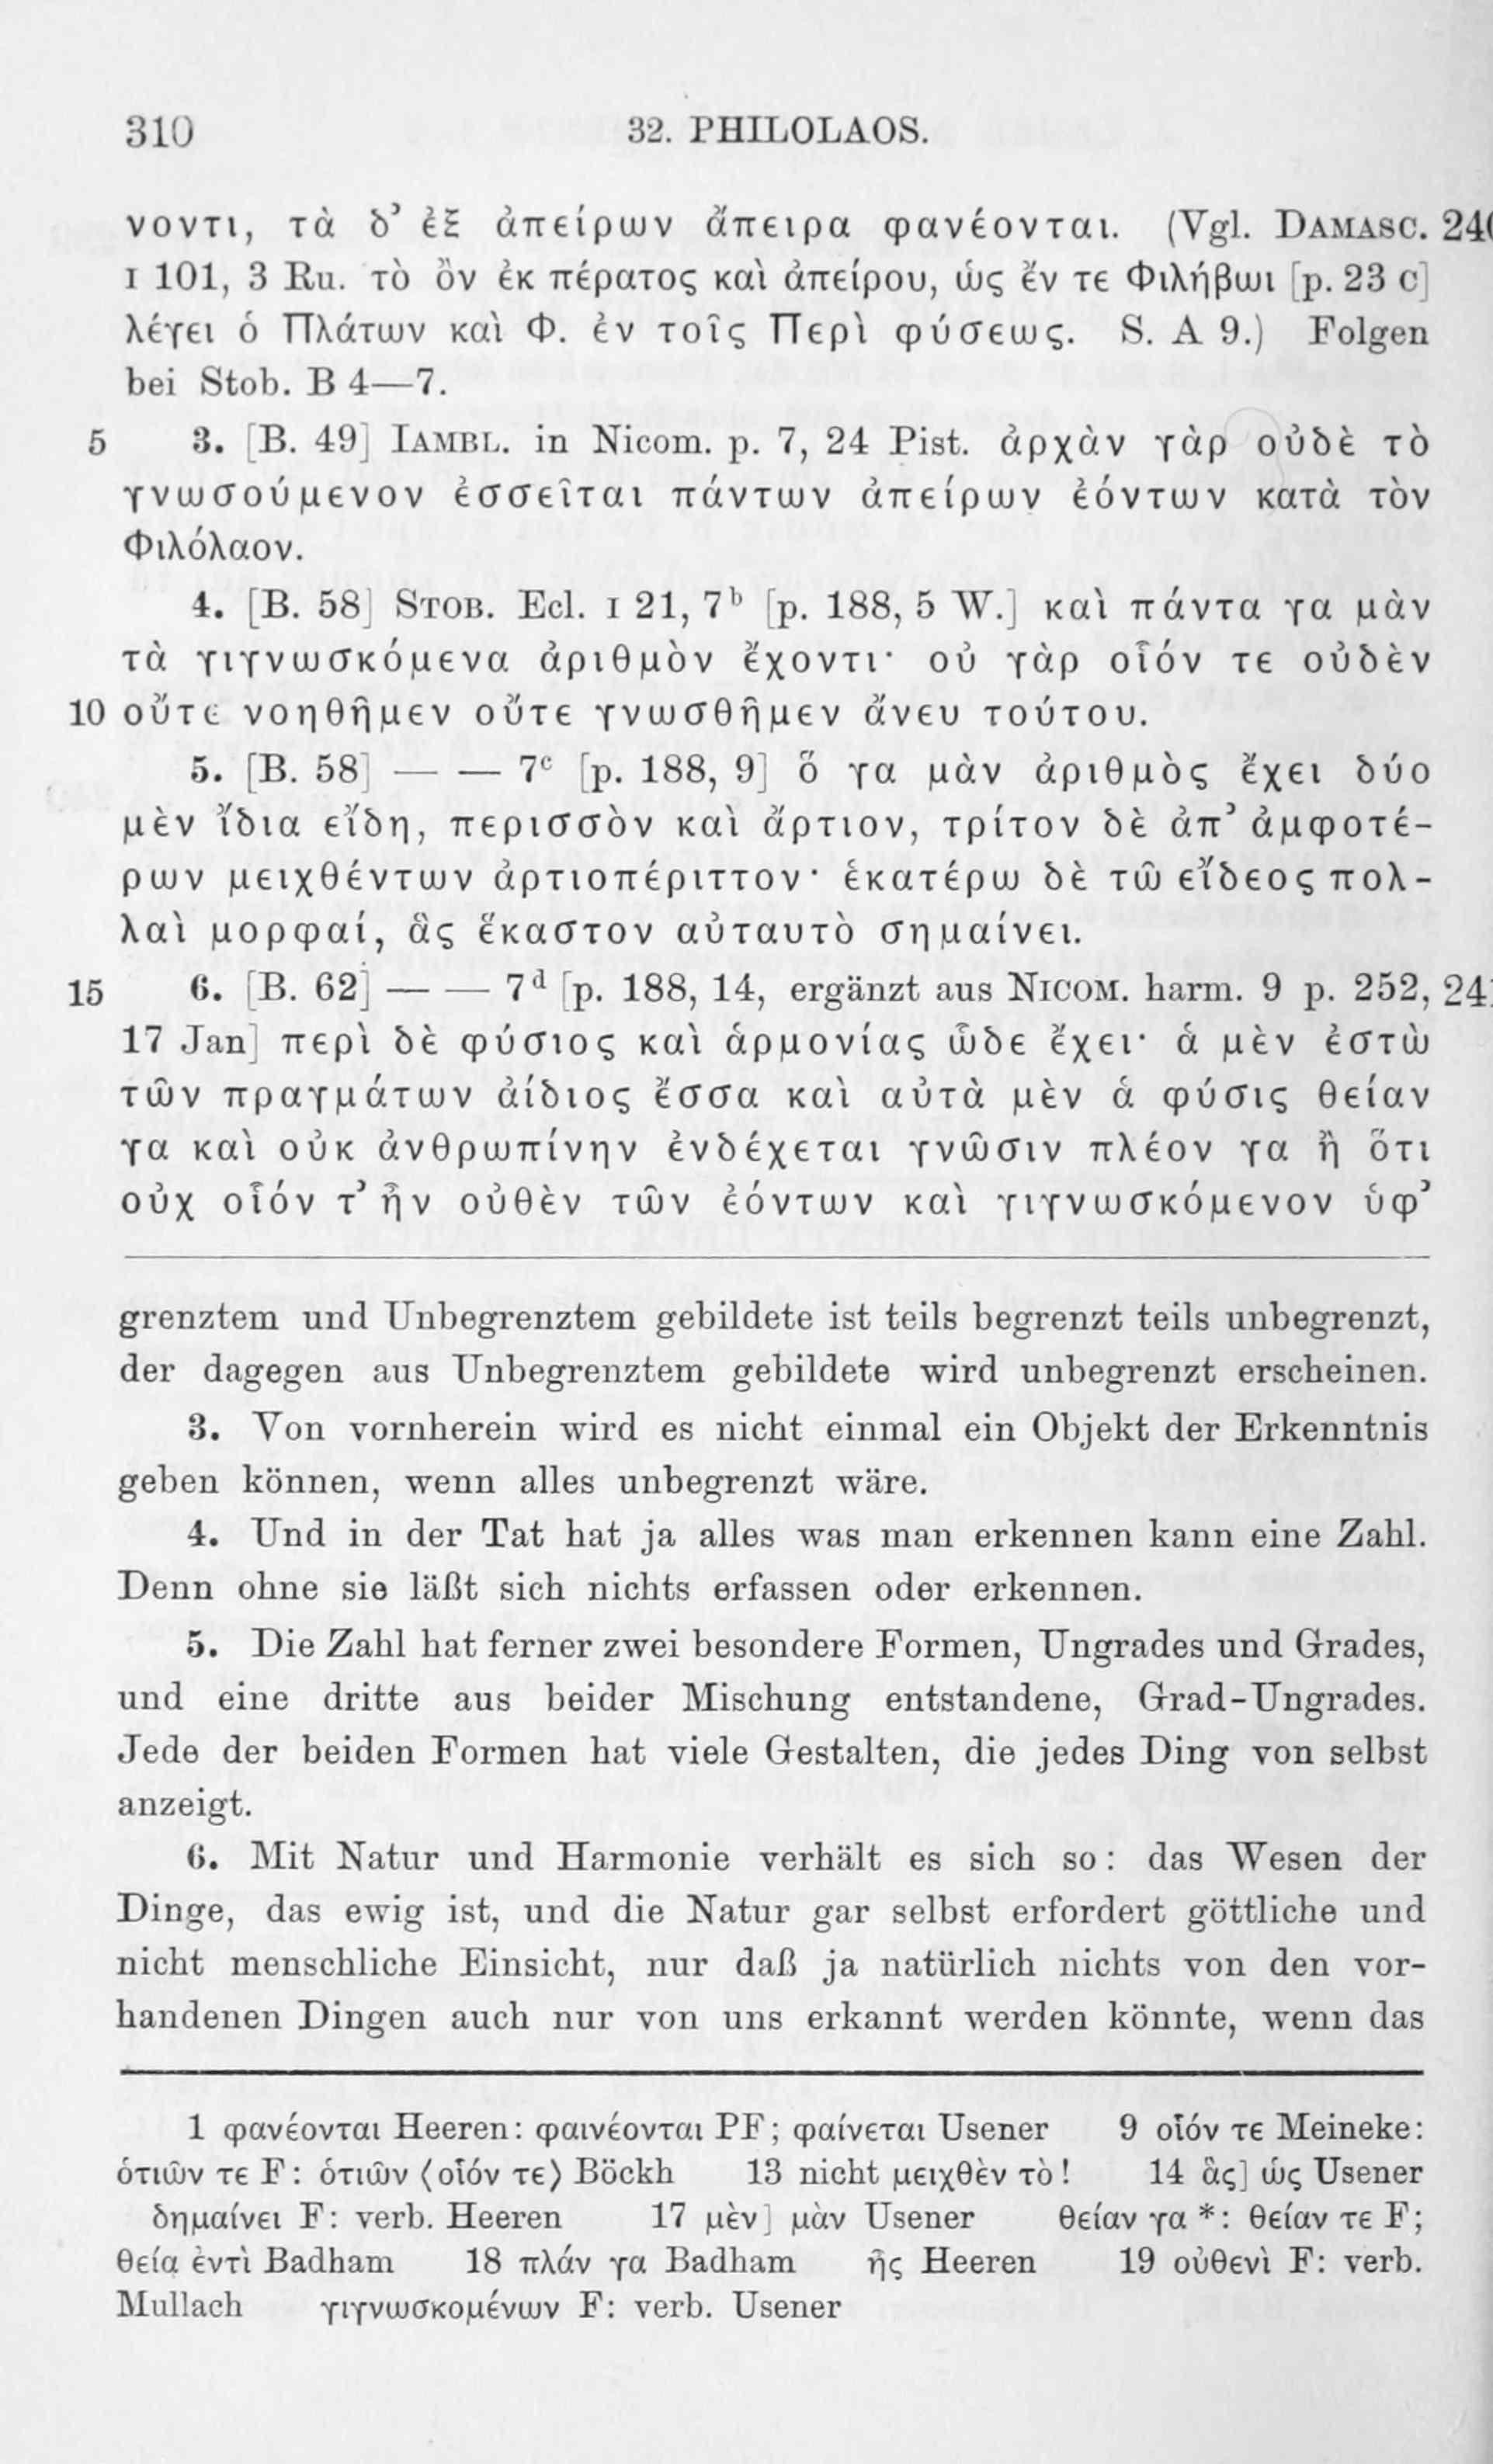 310
32. PHILOLAOS.
νοντι, τὰ δ’ ἐξ ἀπείρων ἄπειρα φανέονται. (Vgl. DAMASC. 240
I 101, 3 Ru. τὸ ὂν ἐκ πέρατος καὶ ἀπείρου, ὡς ἔν τε Φιλήβωι [p. 23 c]
λέγει ὁ Πλάτων καὶ Φ. ἐν τοῖς Περὶ φύσεως. S. A 9.) Folgen
bei Stob. B 4—7.
5 3. [B. 49] IAMBL. in Nicom. p. 7, 24 Pist. ἀρχὰν γὰρ οὐδὲ τὸ
γνωσούμενον ἐσσεῖται πάντων ἀπείρων ἐόντων κατὰ τὸν
Φιλόλαον.
4. [B. 58] STOB. Ecl. I 21, 7ᵇ [p. 188, 5 W.] καὶ πάντα γα μὰν
τὰ γιγνωσκόμενα ἀριθμὸν ἔχοντι· οὐ γὰρ οἷόν τε οὐδὲν
10 οὔτε νοηθῆμεν οὔτε γνωσθῆμεν ἄνευ τούτου.
5. [B. 58] — — 7ᶜ [p. 188, 9] ὅ γα μὰν ἀριθμὸς ἔχει δύο
μὲν ἴδια εἴδη, περισσὸν καὶ ἄρτιον, τρίτον δὲ ἀπ’ ἀμφοτέ-
ρων μειχθέντων ἀρτιοπέριττον· ἑκατέρω δὲ τῶ εἴδεος πολ-
λαὶ μορφαί, ἃς ἕκαστον αὐταυτὸ σημαίνει.
15 6. [B. 62] — — 7ᵈ [p. 188, 14, ergänzt aus NICOM. harm. 9 p. 252, 241
17 Jan] περὶ δὲ φύσιος καὶ ἁρμονίας ὧδε ἔχει· ἁ μὲν ἐστὼ
τῶν πραγμάτων ἀίδιος ἔσσα καὶ αὐτὰ μὲν ἁ φύσις θείαν
γα καὶ οὐκ ἀνθρωπίνην ἐνδέχεται γνῶσιν πλέον γα ἢ ὅτι
οὐχ οἷόν τ’ ἦν οὐθὲν τῶν ἐόντων καὶ γιγνωσκόμενον ὑφ’
grenztem und Unbegrenztem gebildete ist teils begrenzt teils unbegrenzt,
der dagegen aus Unbegrenztem gebildete wird unbegrenzt erscheinen.
3. Von vornherein wird es nicht einmal ein Objekt der Erkenntnis
geben können, wenn alles unbegrenzt wäre.
4. Und in der Tat hat ja alles was man erkennen kann eine Zahl.
Denn ohne sie läßt sich nichts erfassen oder erkennen.
5. Die Zahl hat ferner zwei besondere Formen, Ungrades und Grades,
und eine dritte aus beider Mischung entstandene, Grad-Ungrades.
Jede der beiden Formen hat viele Gestalten, die jedes Ding von selbst
anzeigt.
6. Mit Natur und Harmonie verhält es sich so: das Wesen der
Dinge, das ewig ist, und die Natur gar selbst erfordert göttliche und
nicht menschliche Einsicht, nur daß ja natürlich nichts von den vor-
handenen Dingen auch nur von uns erkannt werden könnte, wenn das
1 φανέονται Heeren: φαινέονται PF; φαίνεται Usener 9 οἷόν τε Meineke:
ὁτιῶν τε F: ὁτιῶν ⟨οἷόν τε⟩ Böckh 13 nicht μειχθὲν τὸ! 14 ἃς] ὡς Usener
δημαίνει F: verb. Heeren 17 μὲν] μὰν Usener θείαν γα *: θείαν τε F;
θείᾳ ἐντὶ Badham 18 πλάν γα Badham ἧς Heeren 19 οὐθενὶ F: verb.
Mullach γιγνωσκομένων F: verb. Usener